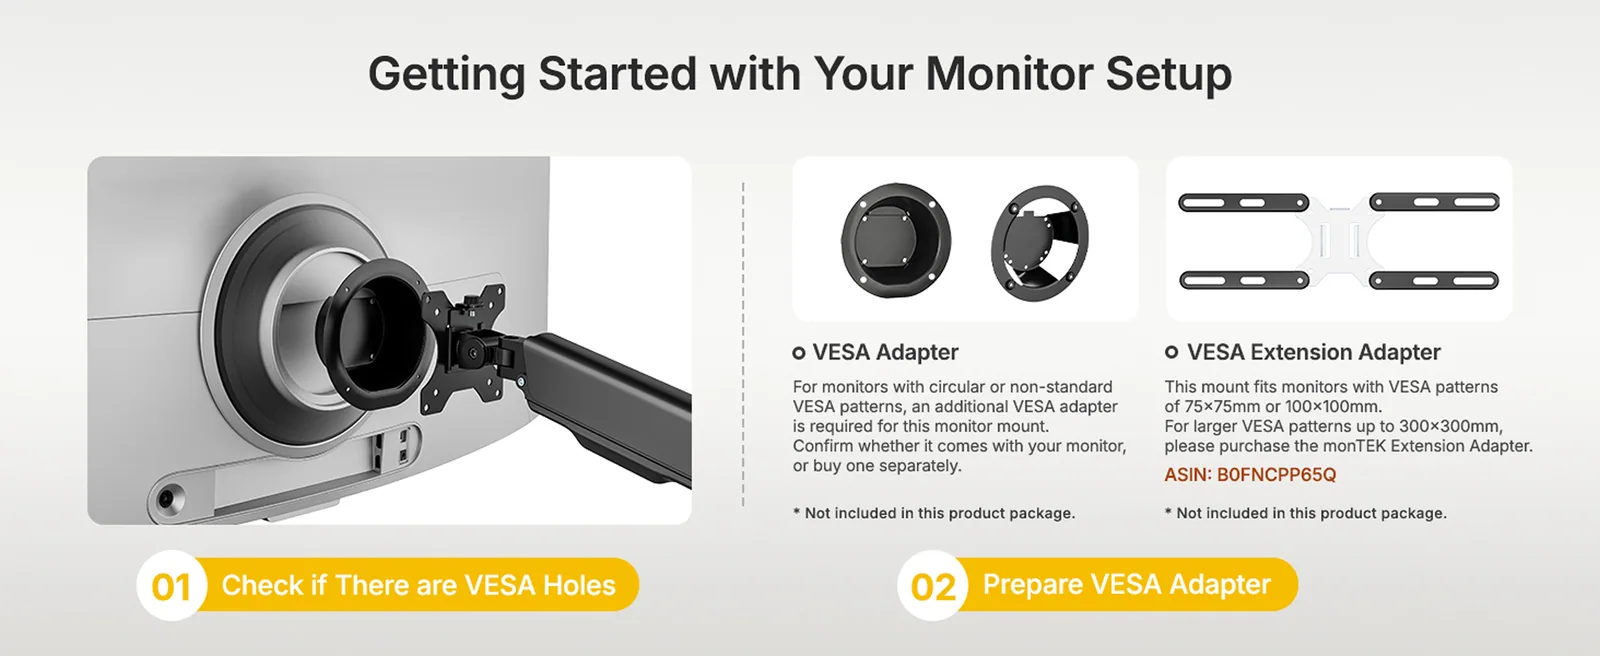 Getting Started with Your Monitor Setup
VESA Adapter
For monitors with circular or non-standard
VESA patterns, an additional VESA adapter
is required for this monitor mount.
Confirm whether it comes with your monitor,
or buy one separately.
* Not included in this product package.
VESA Extension Adapter
This mount fits monitors with VESA patterns
of 75×75mm or 100×100mm.
For larger VESA patterns up to 300×300mm,
please purchase the monTEK Extension Adapter.
ASIN: B0FNCPP65Q
* Not included in this product package.
01 Check if There are VESA Holes
02 Prepare VESA Adapter